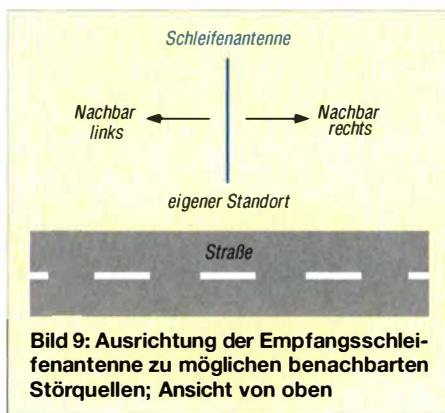 Schleifenantenne
Nachbar
links
Nachbar
rechts
eigener Standort
Straße
Bild 9: Ausrichtung der Empfangsschlei-
fenantenne zu möglichen benachbarten
Störquellen; Ansicht von oben